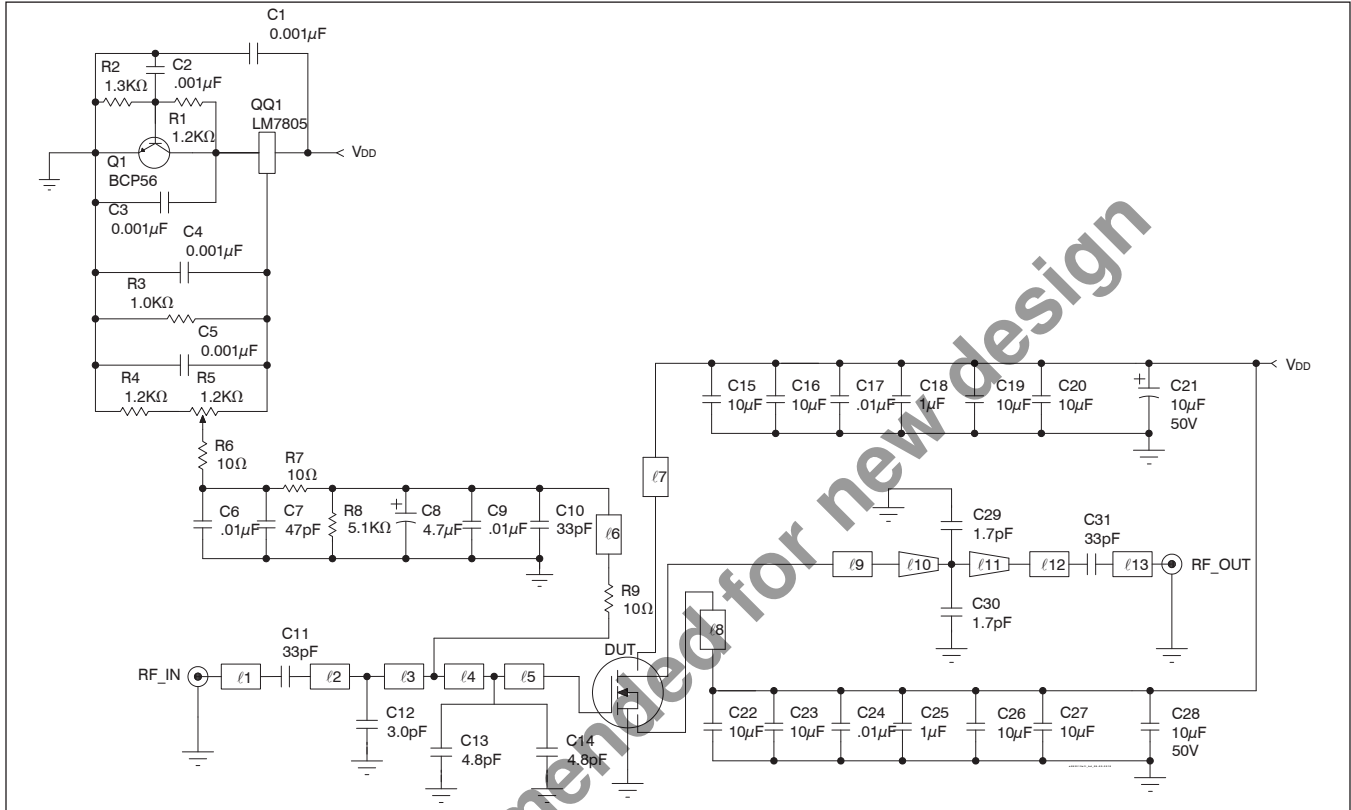 C1
0.001µF
R2
1.3KΩ
C2
.001µF
R1
1.2KΩ
QQ1
LM7805
VDD
Q1
BCP56
C3
0.001µF
C4
0.001µF
R3
1.0KΩ
C5
0.001µF
R4
1.2KΩ
R5
1.2KΩ
R6
10Ω
R7
10Ω
C6
.01µF
C7
47pF
R8
5.1KΩ
C8
4.7µF
C9
.01µF
C10
33pF
ℓ6
R9
10Ω
RF_IN
ℓ1
C11
33pF
ℓ2
ℓ3
ℓ4
ℓ5
C12
3.0pF
C13
4.8pF
C14
4.8pF
DUT
ℓ7
ℓ8
C15
10µF
C16
10µF
C17
.01µF
C18
1µF
C19
10µF
C20
10µF
C21
10µF
50V
VDD
C29
1.7pF
ℓ9
ℓ10
ℓ11
ℓ12
C31
33pF
ℓ13
RF_OUT
C30
1.7pF
C22
10µF
C23
10µF
C24
.01µF
C25
1µF
C26
10µF
C27
10µF
C28
10µF
50V
mended for new design